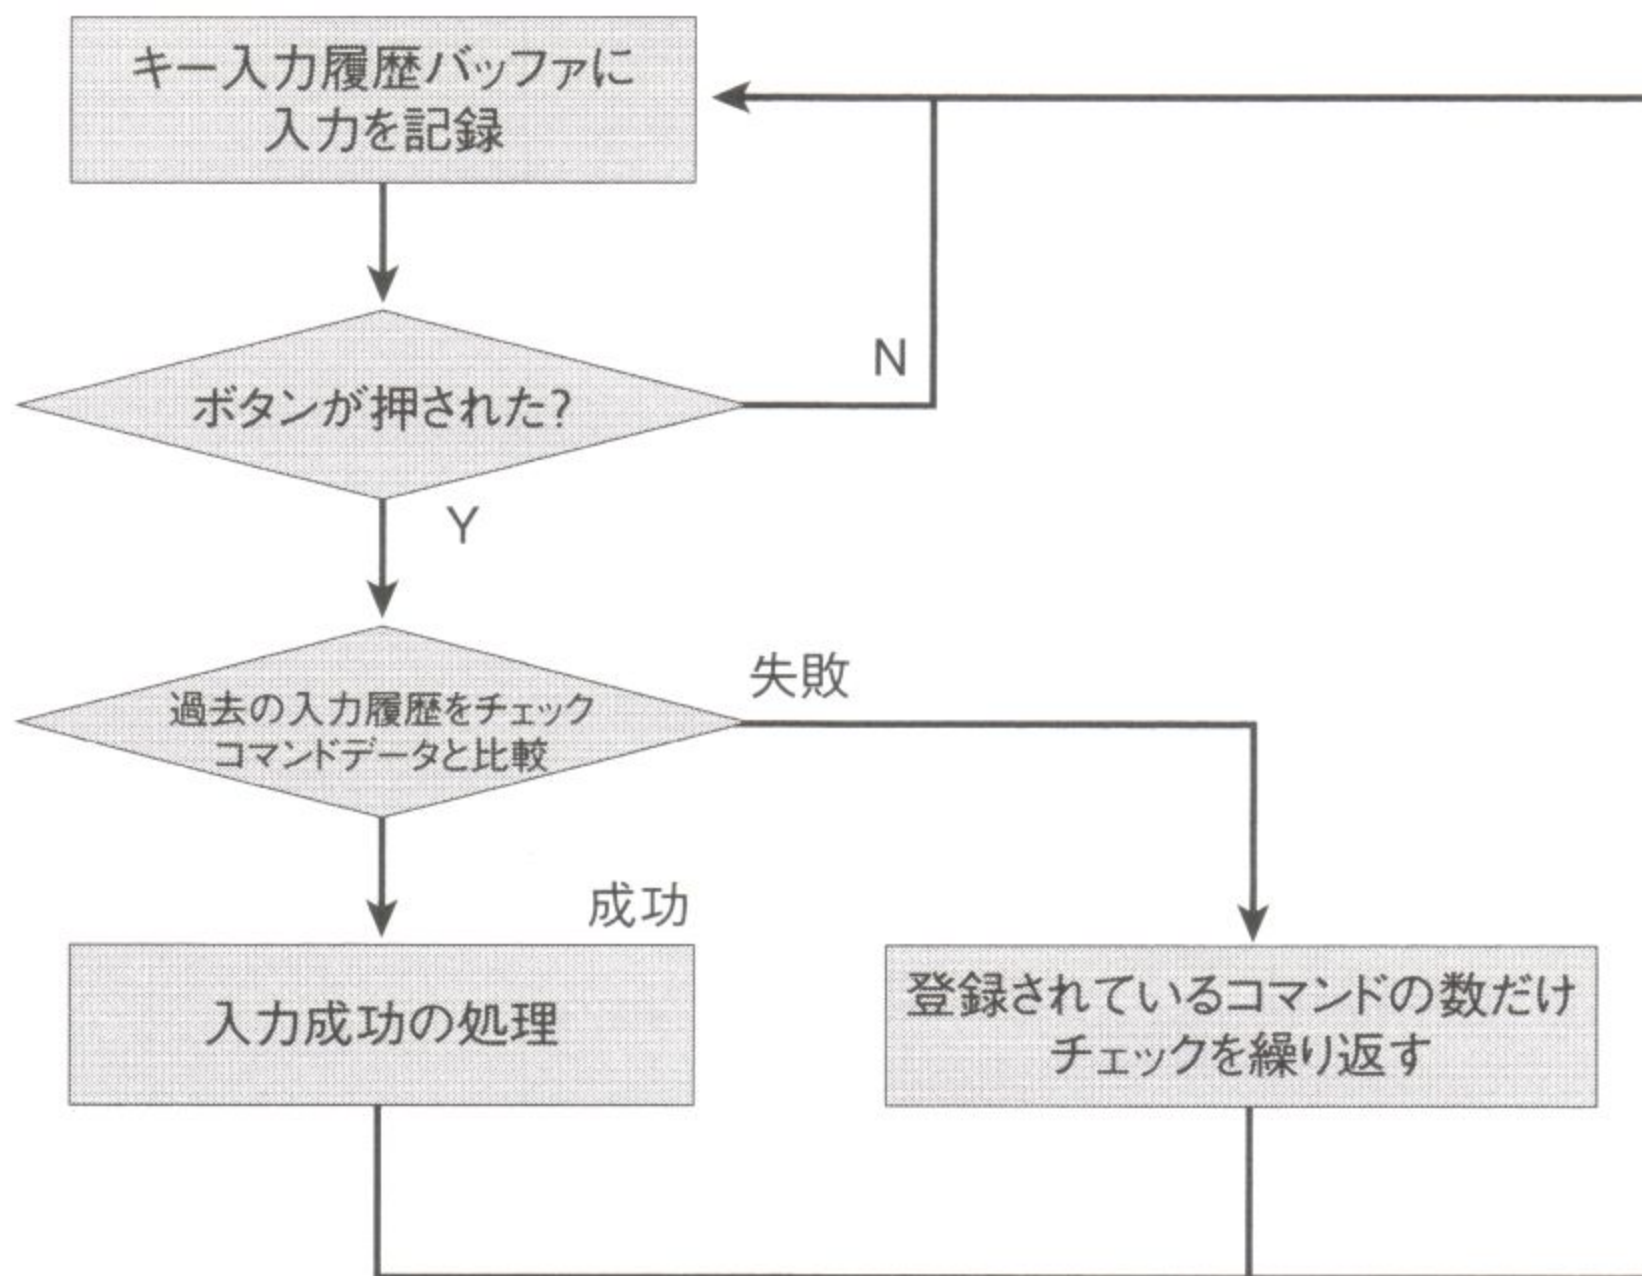 キー入力履歴バッファに
入力を記録
ボタンが押された?
N
Y
過去の入力履歴をチェック
コマンドデータと比較
失敗
成功
入力成功の処理
登録されているコマンドの数だけ
チェックを繰り返す